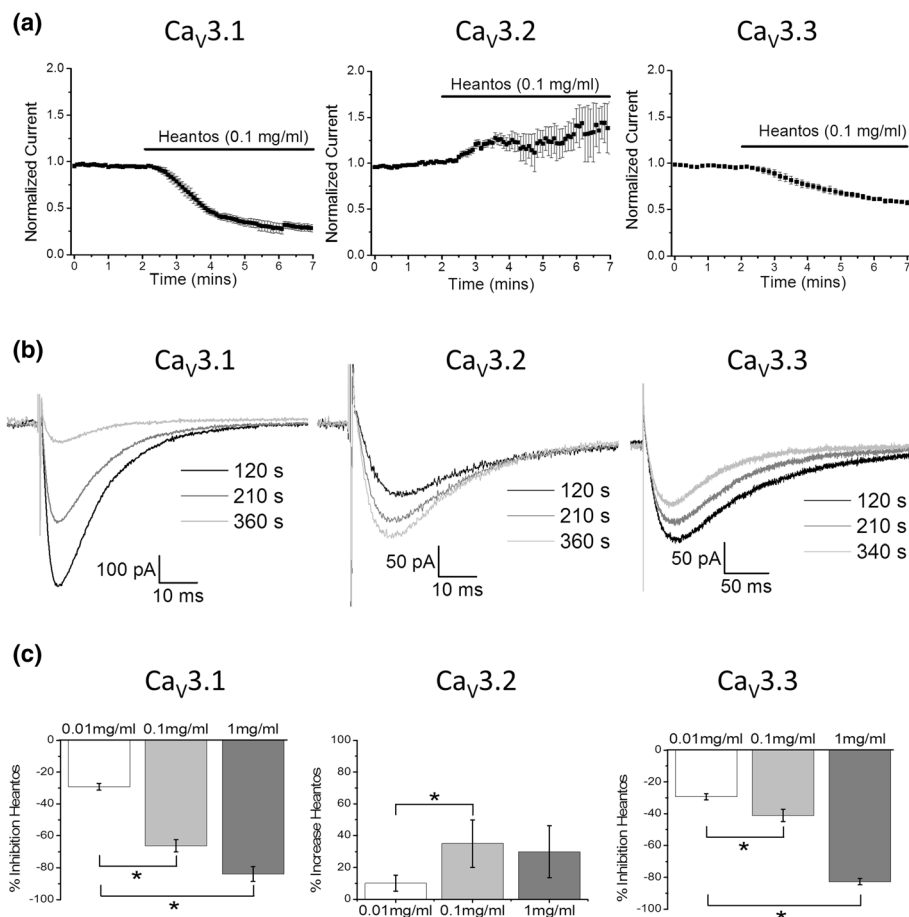 (a)
CaV3.1 CaV3.2 CaV3.3
Normalized Current
2.0
1.5
1.0
0.5
0.0
Heantos (0.1 mg/ml)
0 1 2 3 4 5 6 7
Time (mins)
Normalized Current
2.0
1.5
1.0
0.5
0.0
Heantos (0.1 mg/ml)
0 1 2 3 4 5 6 7
Time (mins)
Normalized Current
2.0
1.5
1.0
0.5
0.0
Heantos (0.1 mg/ml)
0 1 2 3 4 5 6 7
Time (mins)
(b)
CaV3.1 CaV3.2 CaV3.3
120 s
210 s
360 s
100 pA
10 ms
120 s
210 s
360 s
50 pA
10 ms
120 s
210 s
340 s
50 pA
50 ms
(c)
CaV3.1 CaV3.2 CaV3.3
0.01mg/ml 0.1mg/ml 1mg/ml
% Inhibition Heantos
0
-20
-40
-60
-80
-100
*
*
% Increase Heantos
100
80
60
40
20
0
*
0.01mg/ml 0.1mg/ml 1mg/ml
0.01mg/ml 0.1mg/ml 1mg/ml
% Inhibition Heantos
0
-20
-40
-60
-80
-100
*
*